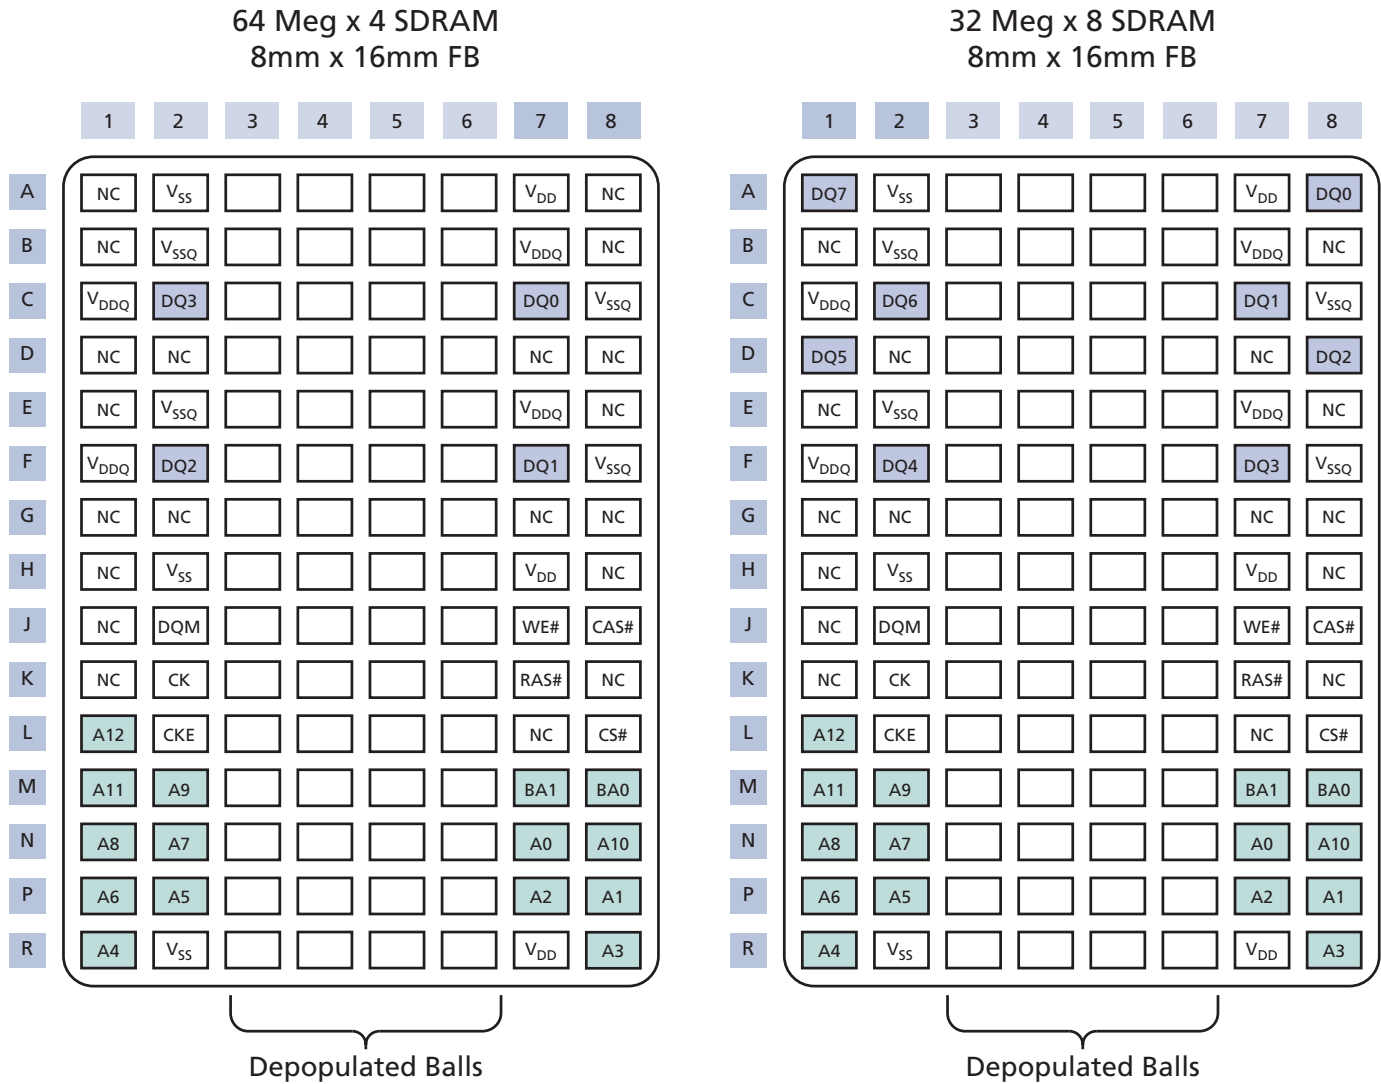 64 Meg x 4 SDRAM
8mm x 16mm FB
1 2 3 4 5 6 7 8
A NC VSS VDD NC
B NC VSSQ VDDQ NC
C VDDQ DQ3 DQ0 VSSQ
D NC NC NC NC
E NC VSSQ VDDQ NC
F VDDQ DQ2 DQ1 VSSQ
G NC NC NC NC
H NC VSS VDD NC
J NC DQM WE# CAS#
K NC CK RAS# NC
L A12 CKE NC CS#
M A11 A9 BA1 BA0
N A8 A7 A0 A10
P A6 A5 A2 A1
R A4 VSS VDD A3
Depopulated Balls
32 Meg x 8 SDRAM
8mm x 16mm FB
1 2 3 4 5 6 7 8
A DQ7 VSS VDD DQ0
B NC VSSQ VDDQ NC
C VDDQ DQ6 DQ1 VSSQ
D DQ5 NC NC DQ2
E NC VSSQ VDDQ NC
F VDDQ DQ4 DQ3 VSSQ
G NC NC NC NC
H NC VSS VDD NC
J NC DQM WE# CAS#
K NC CK RAS# NC
L A12 CKE NC CS#
M A11 A9 BA1 BA0
N A8 A7 A0 A10
P A6 A5 A2 A1
R A4 VSS VDD A3
Depopulated Balls